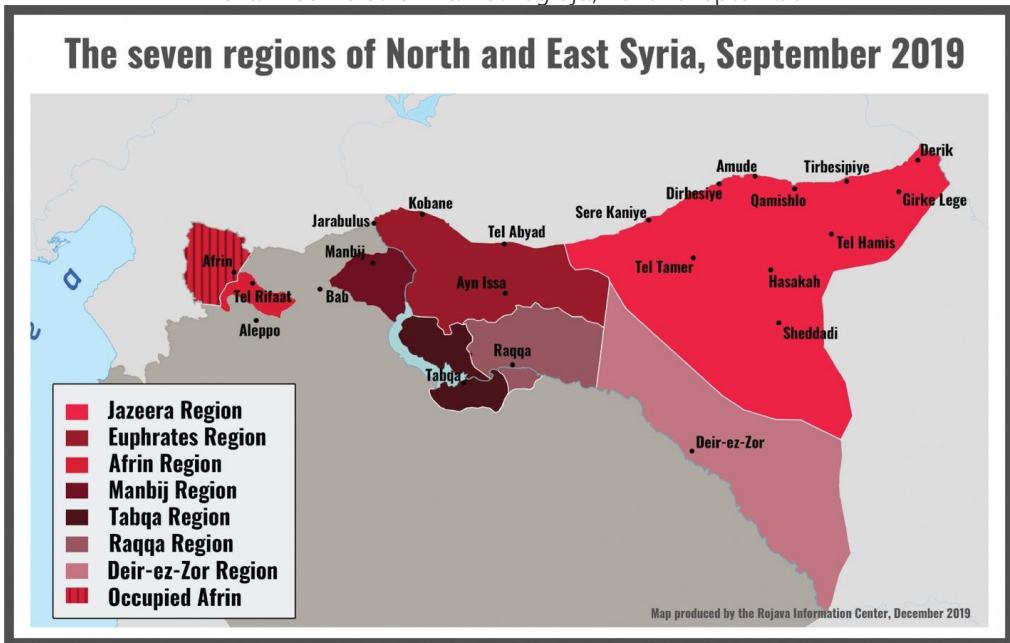 The seven regions of North and East Syria, September 2019
Derik
Amude
Tirbesipiye
Dirbesiye
Qamishlo
Girke Lege
Kobane
Jarabulus
Sere Kaniye
Tel Abyad
Tel Hamis
Manbij
Afrin
Tel Tamer
Hasakah
Ayn Issa
Bab
Tel Rifaat
Aleppo
Sheddadi
Raqqa
Tabqa
Deir-ez-Zor
Jazeera Region
Euphrates Region
Afrin Region
Manbij Region
Tabqa Region
Raqqa Region
Deir-ez-Zor Region
Occupied Afrin
Map produced by the Rojava Information Center, December 2019